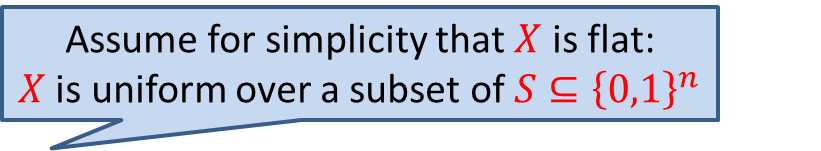 Assume for simplicity that X is flat:
X is uniform over a subset of S ⊆ {0,1}ⁿ